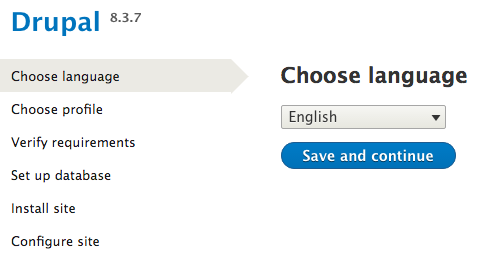 Drupal 8.3.7
Choose language
Choose profile
Verify requirements
Set up database
Install site
Configure site
Choose language
English
Save and continue